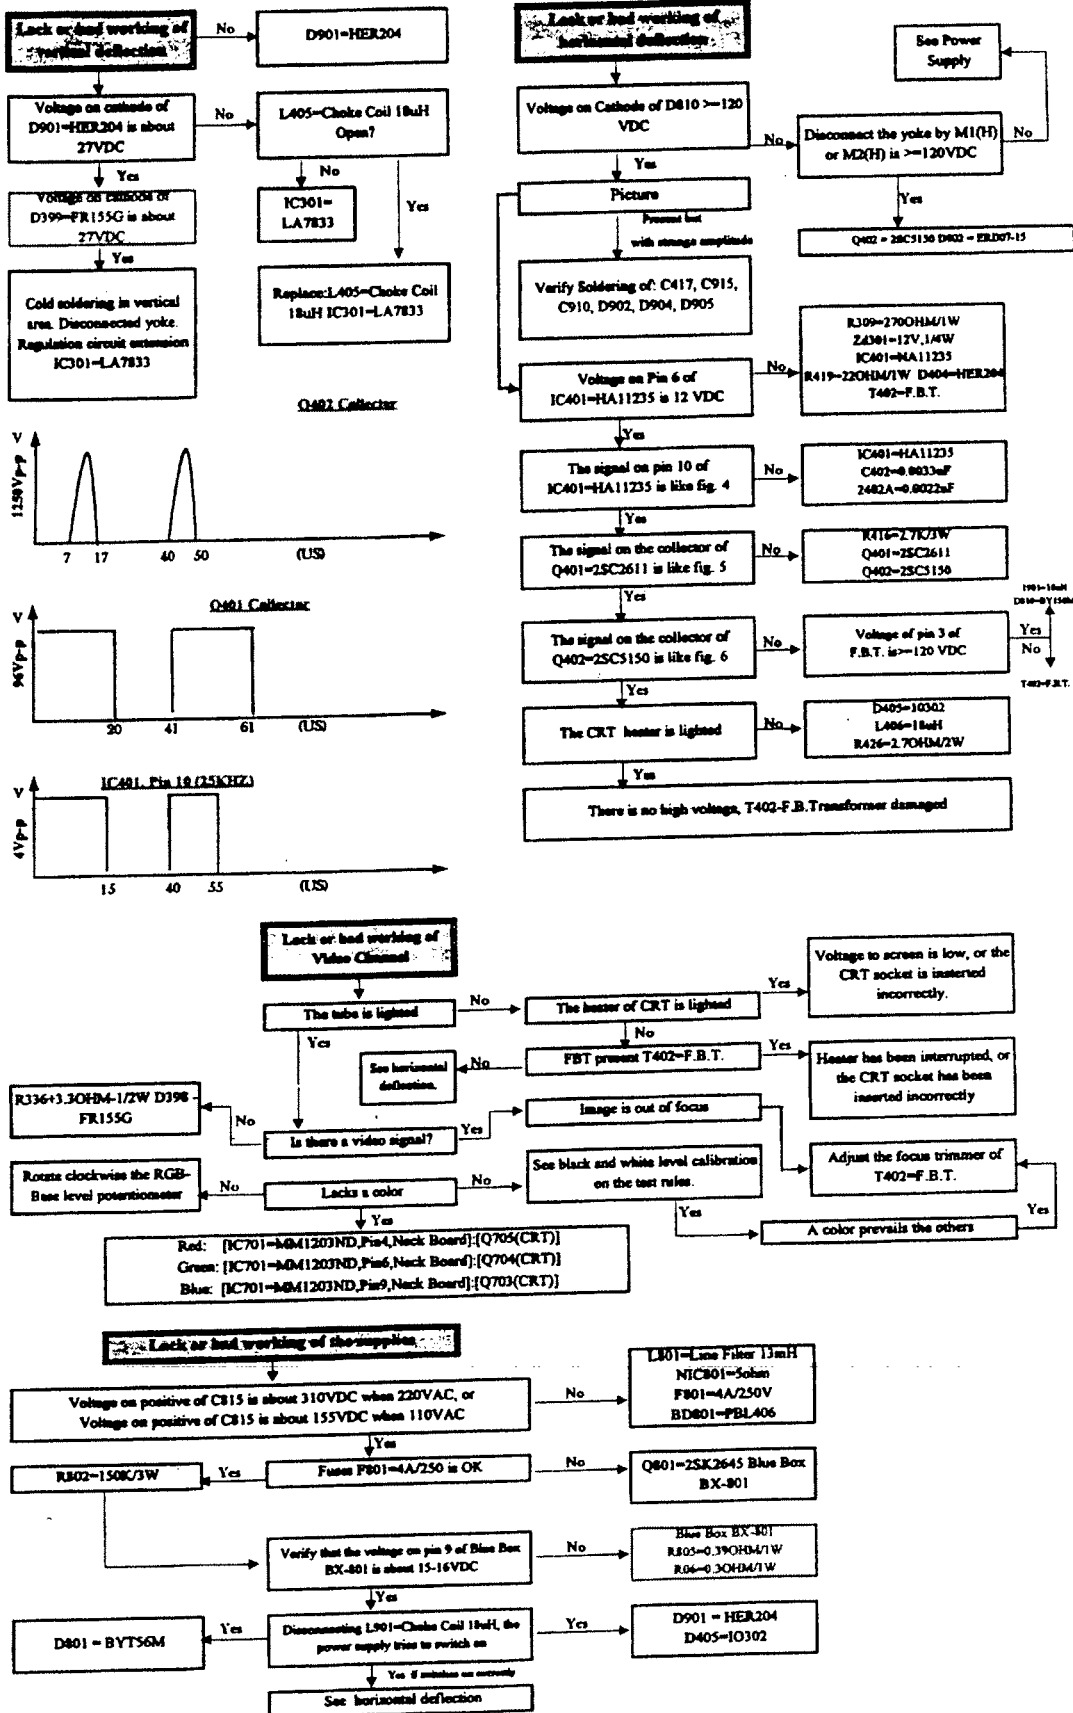 Lack or bad working of
vertical deflection
No
D901=HER204
Voltage on cathode of
D901=HER204 is about
27VDC
No
L405=Choke Coil 18uH
Open?
Yes
No
Yes
Voltage on cathode of
D399=FR155G is about
27VDC
IC301=
LA7833
Yes
Cold soldering in vertical
area. Disconnected yoke.
Regulation circuit extension
IC301=LA7833
Replace:L405=Choke Coil
18uH IC301=LA7833
Lack or bad working of
horizontal deflection
See Power
Supply
Voltage on Cathode of D810 >=120
VDC
No
Disconnect the yoke by M1(H)
or M2(H) is >=120VDC
No
Yes
Yes
Picture
Present but
with strange amplitude
Q402 = 2SC5150 D802 = ERD07-15
Verify Soldering of: C417, C915,
C910, D902, D904, D905
Voltage on Pin 6 of
IC401=HA11235 is 12 VDC
No
R309=270OHM/1W
Zd301=12V,1/4W
IC401=HA11235
R419=22OHM/1W D404=HER204
T402=F.B.T.
Yes
The signal on pin 10 of
IC401=HA11235 is like fig. 4
No
IC401=HA11235
C402=0.0033uF
2402A=0.0022uF
Yes
The signal on the collector of
Q401=2SC2611 is like fig. 5
No
R416=2.7K/3W
Q401=2SC2611
Q402=2SC5150
Yes
The signal on the collector of
Q402=2SC5150 is like fig. 6
No
Voltage of pin 3 of
F.B.T. is>=120 VDC
Yes
No
T402=F.B.T.
Yes
The CRT heater is lighted
No
D405=10302
L406=18uH
R426=2.7OHM/2W
Yes
There is no high voltage, T402-F.B.Transformer damaged
Q402 Collector
V
1250Vp-p
7 17 40 50 (US)
Q401 Collector
V
96Vp-p
20 41 61 (US)
IC401. Pin 10 (25KHZ)
V
4Vp-p
15 40 55 (US)
Lack or bad working of
Video Channel
The tube is lighted
No
The heater of CRT is lighted
Yes
Voltage to screen is low, or the
CRT socket is insterted
incorrectly.
Yes
No
See horizontal
deflection.
No
FBT present T402=F.B.T.
Yes
Heater has been interrupted, or
the CRT socket has been
inserted incorrectly
R336+3.3OHM-1/2W D398 -
FR155G
No
Is there a video signal?
Yes
Image is out of focus
Rotate clockwise the RGB-
Base level potentiometer
No
Lacks a color
No
See black and white level calibration
on the test rules.
Adjust the focus trimmer of
T402=F.B.T.
Yes
Yes
A color prevails the others
Yes
Red: [IC701=MM1203ND,Pin4,Neck Board]:[Q705(CRT)]
Green: [IC701=MM1203ND,Pin6,Neck Board]:[Q704(CRT)]
Blue: [IC701=MM1203ND,Pin9,Neck Board]:[Q703(CRT)]
Lack or bad working of the supplies
Voltage on positive of C815 is about 310VDC when 220VAC, or
Voltage on positive of C815 is about 155VDC when 110VAC
No
L801=Line Filter 13mH
NIC801=5ohm
F801=4A/250V
BD801=PBL406
Yes
R802=150K/3W
Yes
Fuses F801=4A/250 is OK
No
Q801=2SK2645 Blue Box
BX-801
Verify that the voltage on pin 9 of Blue Box
BX-801 is about 15-16VDC
No
Blue Box BX-801
R805=0.39OHM/1W
R06=0.3OHM/1W
Yes
D801 = BYT56M
Yes
Disconnecting L901=Choke Coil 18uH, the
power supply tries to switch on
Yes
D901 = HER204
D405=IO302
Yes if switches on correctly
See horizontal deflection